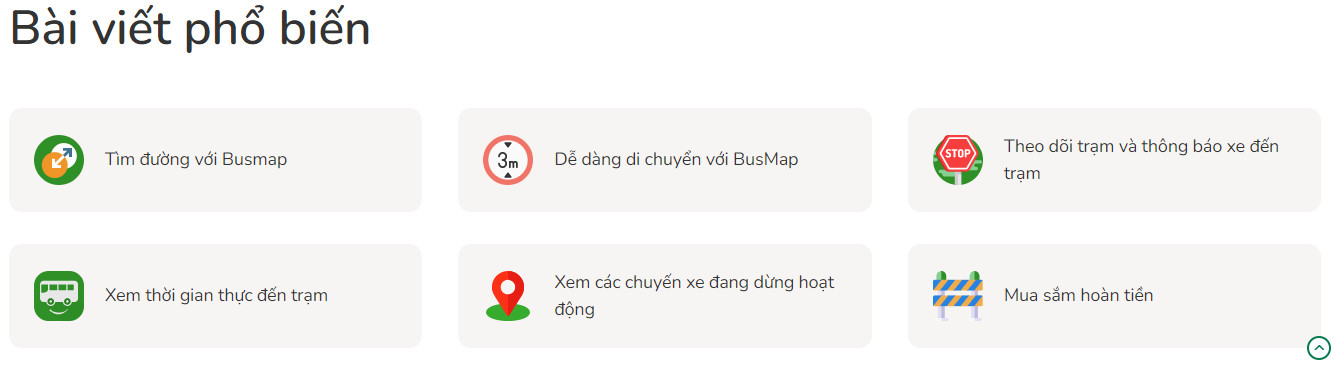 Bài viết phổ biến
Tìm đường với Busmap
3m
Dễ dàng di chuyển với BusMap
STOP
Theo dõi trạm và thông báo xe đến
trạm
Xem thời gian thực đến trạm
Xem các chuyến xe đang dừng hoạt
động
Mua sắm hoàn tiền